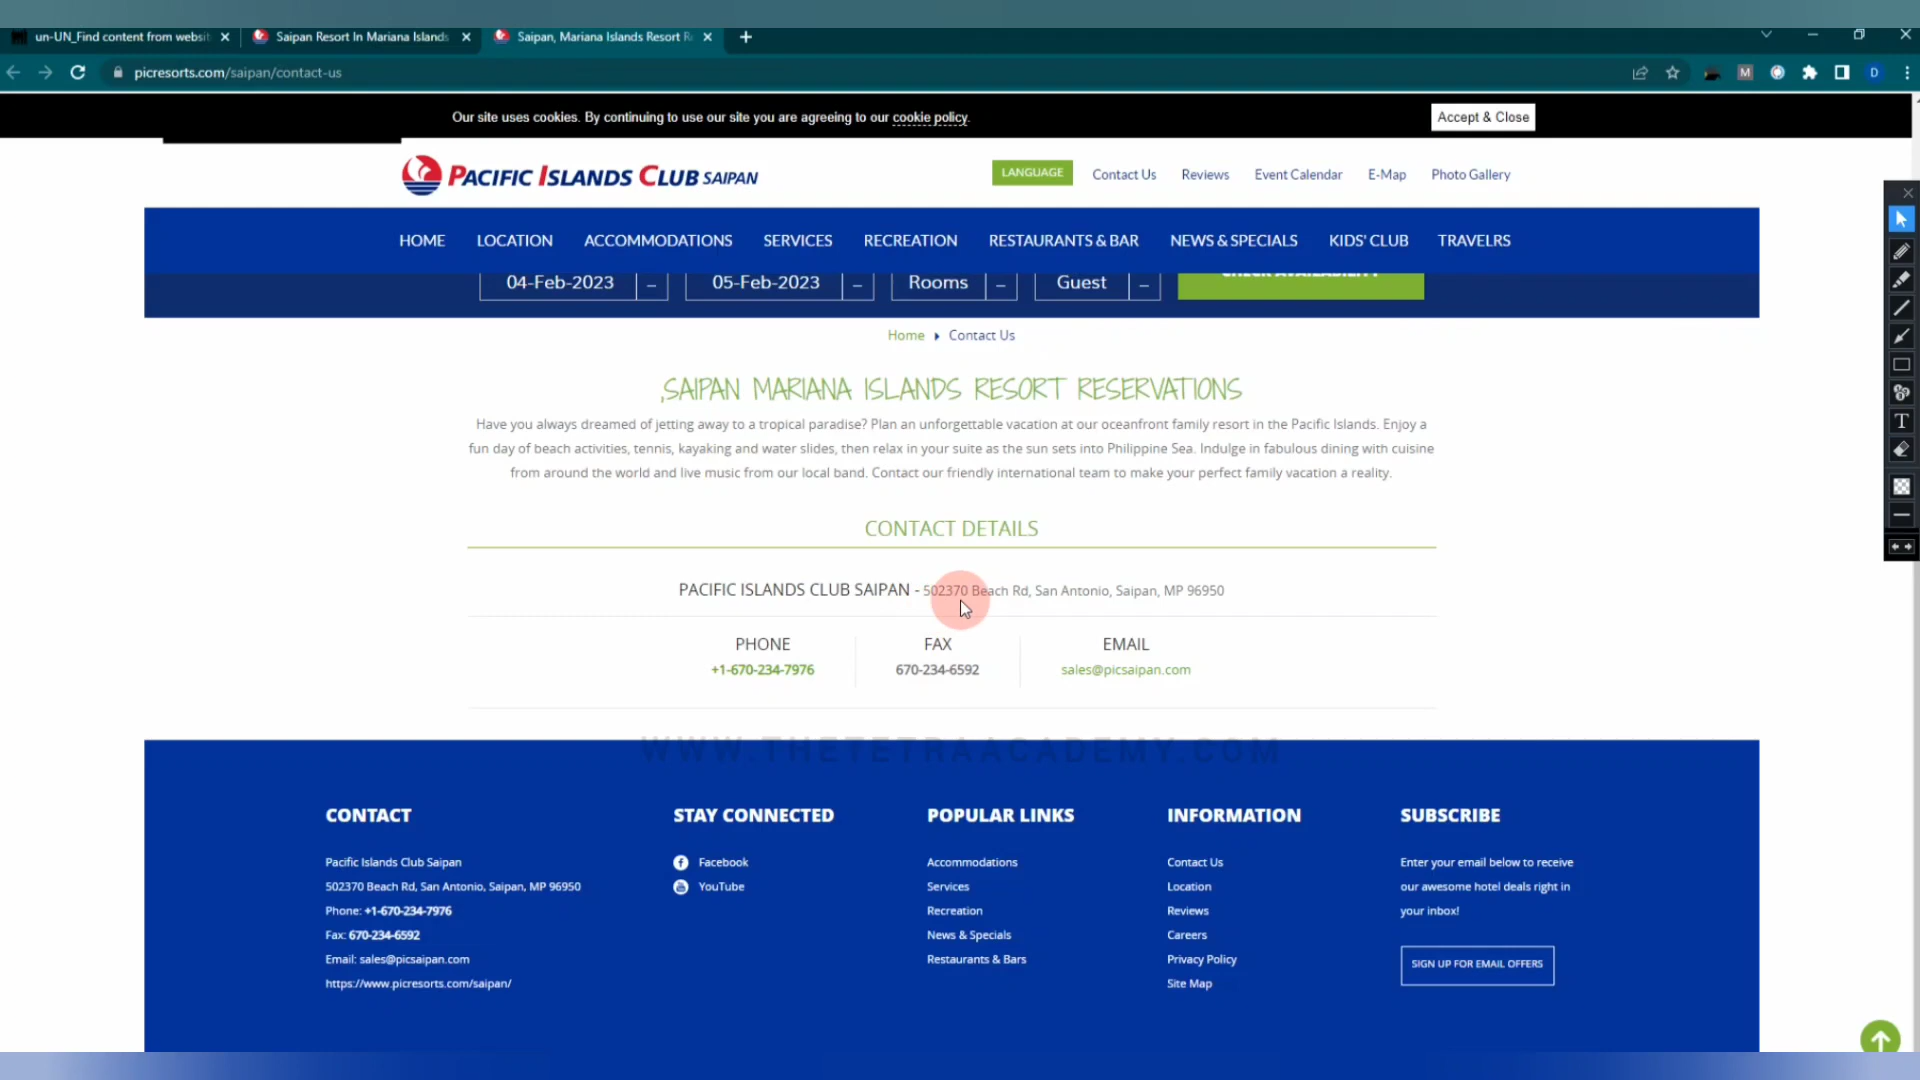 un-UN_Find content from websit
Saipan Resort In Mariana Islands
Saipan, Mariana Islands Resort R
picresorts.com/saipan/contact-us
M
D
Our site uses cookies. By continuing to use our site you are agreeing to our cookie policy.
Accept & Close
PACIFIC ISLANDS CLUB SAIPAN
LANGUAGE
Contact Us
Reviews
Event Calendar
E-Map
Photo Gallery
HOME
LOCATION
ACCOMMODATIONS
SERVICES
RECREATION
RESTAURANTS & BAR
NEWS & SPECIALS
KIDS' CLUB
TRAVELRS
04-Feb-2023
05-Feb-2023
Rooms
Guest
CHECK AVAILABILITY
Home
Contact Us
,SAIPAN MARIANA ISLANDS RESORT RESERVATIONS
Have you always dreamed of jetting away to a tropical paradise? Plan an unforgettable vacation at our oceanfront family resort in the Pacific Islands. Enjoy a
fun day of beach activities, tennis, kayaking and water slides, then relax in your suite as the sun sets into Philippine Sea. Indulge in fabulous dining with cuisine
from around the world and live music from our local band. Contact our friendly international team to make your perfect family vacation a reality.
CONTACT DETAILS
PACIFIC ISLANDS CLUB SAIPAN - 502370 Beach Rd, San Antonio, Saipan, MP 96950
PHONE
+1-670-234-7976
FAX
670-234-6592
EMAIL
sales@picsaipan.com
WWW.THETETRAACADEMY.COM
CONTACT
Pacific Islands Club Saipan
502370 Beach Rd, San Antonio, Saipan, MP 96950
Phone: +1-670-234-7976
Fax: 670-234-6592
Email: sales@picsaipan.com
https://www.picresorts.com/saipan/
STAY CONNECTED
Facebook
YouTube
POPULAR LINKS
Accommodations
Services
Recreation
News & Specials
Restaurants & Bars
INFORMATION
Contact Us
Location
Reviews
Careers
Privacy Policy
Site Map
SUBSCRIBE
Enter your email below to receive
our awesome hotel deals right in
your inbox!
SIGN UP FOR EMAIL OFFERS
T